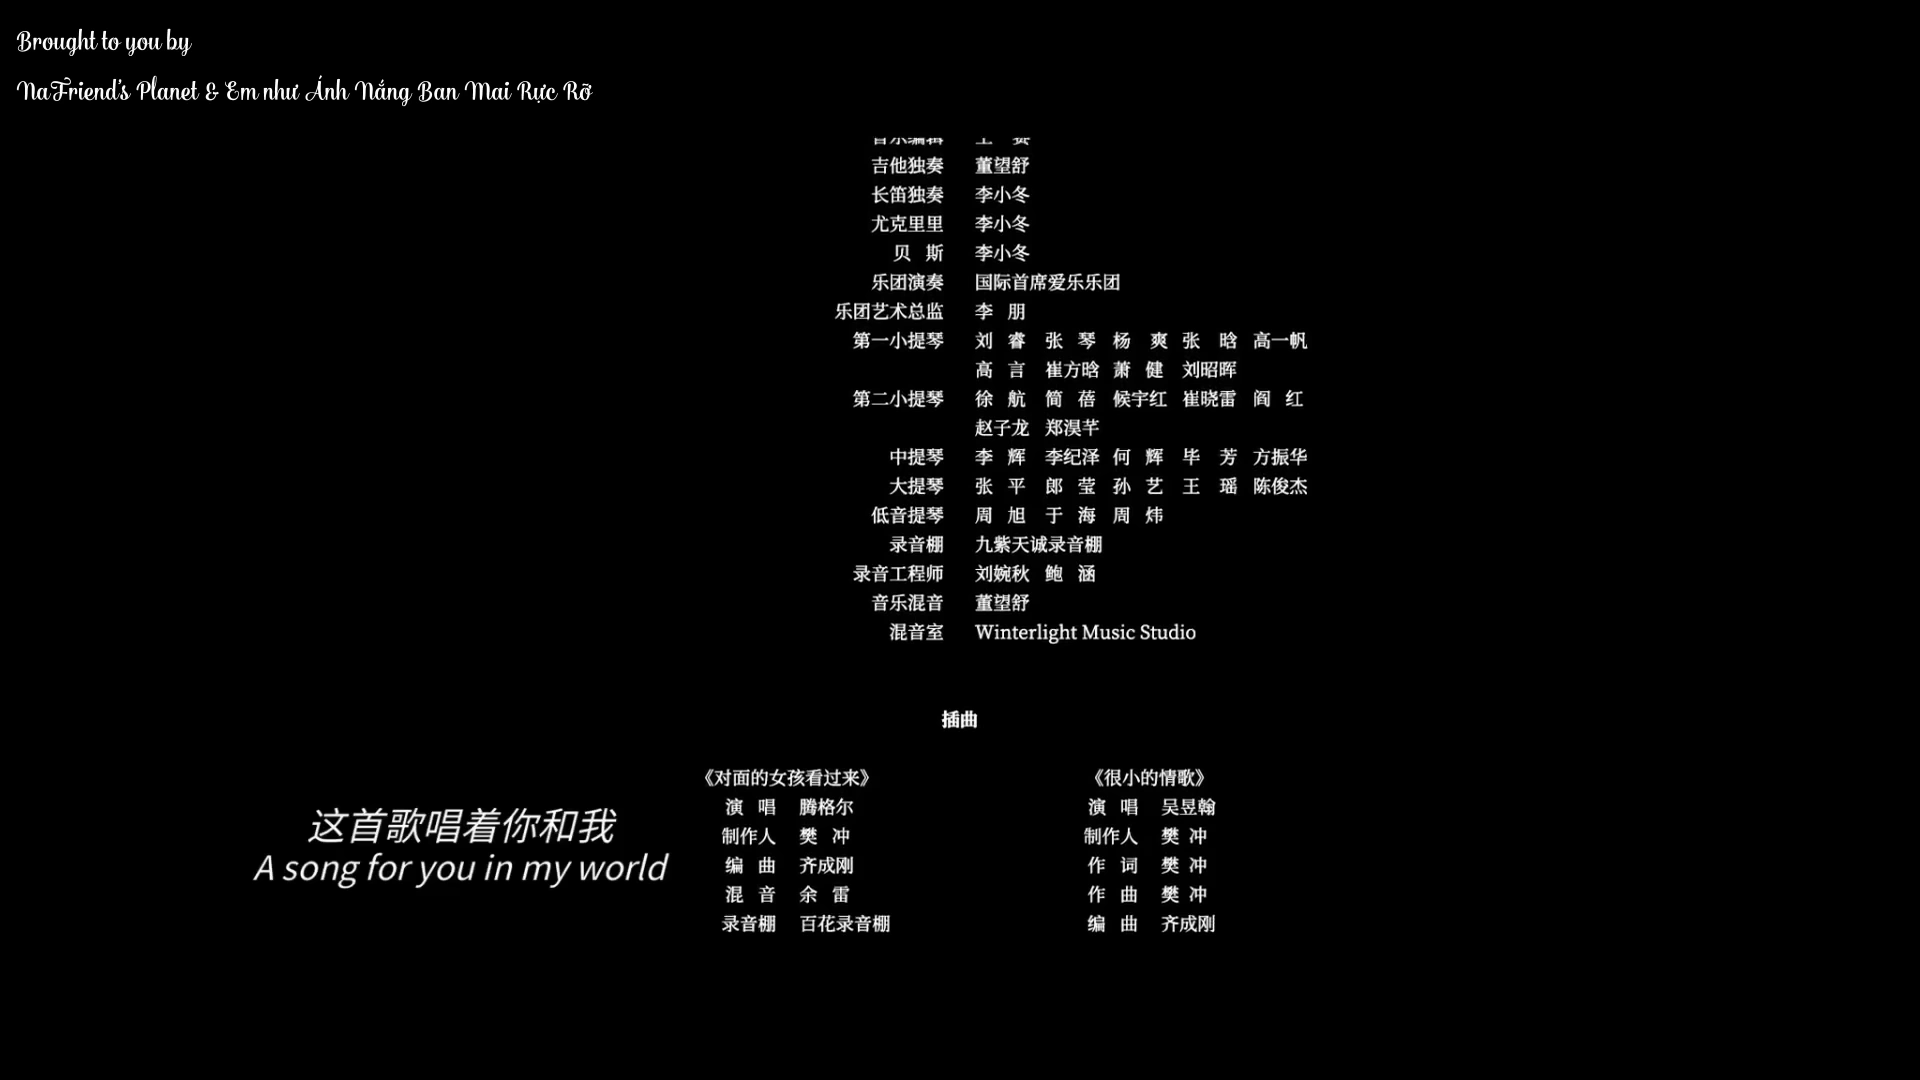 Brought to you by
NaFriend's Planet & Em như Ánh Nắng Ban Mai Rực Rỡ
吉他独奏 董望舒
长笛独奏 李小冬
尤克里里 李小冬
贝 斯 李小冬
乐团演奏 国际首席爱乐乐团
乐团艺术总监 李 朋
第一小提琴 刘 睿 张 琴 杨 爽 张 晗 高一帆
高 言 崔方晗 萧 健 刘昭晖
第二小提琴 徐 航 简 蓓 候宇红 崔晓雷 阎 红
赵子龙 郑淏芊
中提琴 李 辉 李纪泽 何 辉 毕 芳 方振华
大提琴 张 平 郎 莹 孙 艺 王 瑶 陈俊杰
低音提琴 周 旭 于 海 周 炜
录音棚 九紫天诚录音棚
录音工程师 刘婉秋 鲍 涵
音乐混音 董望舒
混音室 Winterlight Music Studio
插曲
《对面的女孩看过来》 《很小的情歌》
演 唱 腾格尔 演 唱 吴昱翰
制作人 樊 冲 制作人 樊 冲
编 曲 齐成刚 作 词 樊 冲
混 音 余 雷 作 曲 樊 冲
录音棚 百花录音棚 编 曲 齐成刚
这首歌唱着你和我
A song for you in my world